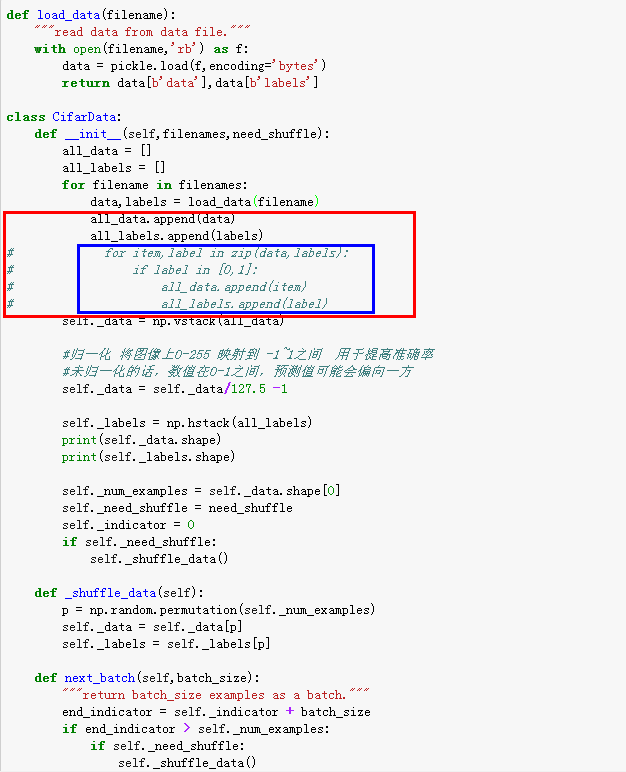 def load_data(filename):
    """read data from data file."""
    with open(filename,'rb') as f:
        data = pickle.load(f,encoding='bytes')
        return data[b'data'],data[b'labels']
class CifarData:
    def __init__(self,filenames,need_shuffle):
        all_data = []
        all_labels = []
        for filename in filenames:
            data,labels = load_data(filename)
            all_data.append(data)
            all_labels.append(labels)
#             for item,label in zip(data,labels):
#                 if label in [0,1]:
#                     all_data.append(item)
#                     all_labels.append(label)
        self._data = np.vstack(all_data)
        #归一化 将图像上0-255 映射到 -1~1之间  用于提高准确率
        #未归一化的话，数值在0-1之间，预测值可能会偏向一方
        self._data = self._data/127.5 -1
        self._labels = np.hstack(all_labels)
        print(self._data.shape)
        print(self._labels.shape)
        self._num_examples = self._data.shape[0]
        self._need_shuffle = need_shuffle
        self._indicator = 0
        if self._need_shuffle:
            self._shuffle_data()
    def _shuffle_data(self):
        p = np.random.permutation(self._num_examples)
        self._data = self._data[p]
        self._labels = self._labels[p]
    def next_batch(self,batch_size):
        """return batch_size examples as a batch."""
        end_indicator = self._indicator + batch_size
        if end_indicator > self._num_examples:
            if self._need_shuffle:
                self._shuffle_data()